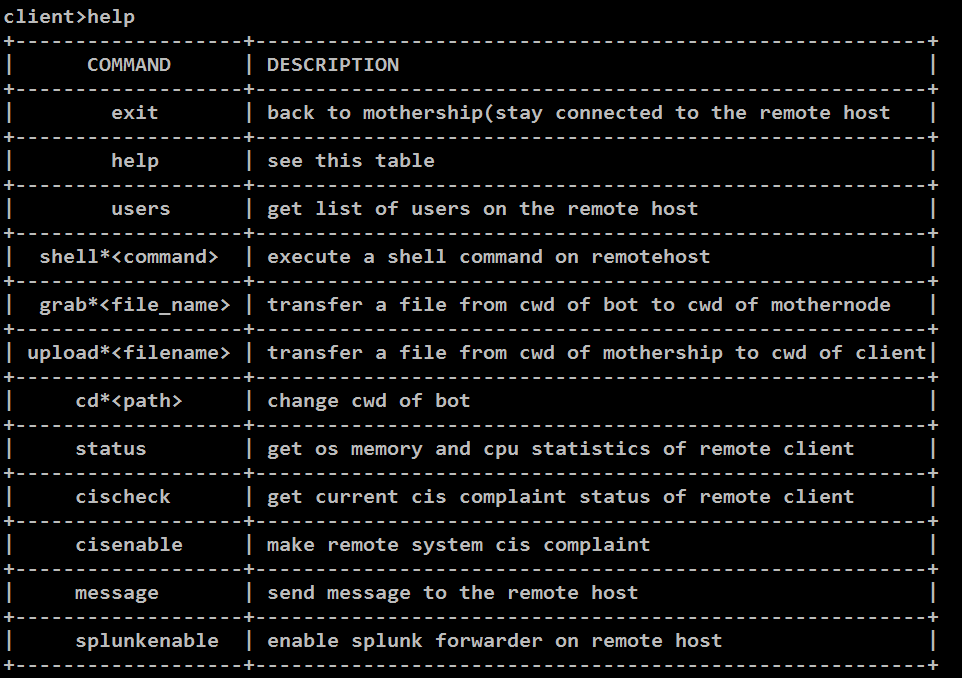 client>help
+-------------------+--------------------------------------------------------+
|      COMMAND      | DESCRIPTION                                            |
+-------------------+--------------------------------------------------------+
|        exit       | back to mothership(stay connected to the remote host   |
+-------------------+--------------------------------------------------------+
|        help       | see this table                                         |
+-------------------+--------------------------------------------------------+
|        users      | get list of users on the remote host                   |
+-------------------+--------------------------------------------------------+
|  shell*<command>  | execute a shell command on remotehost                  |
+-------------------+--------------------------------------------------------+
|  grab*<file_name> | transfer a file from cwd of bot to cwd of mothernode   |
+-------------------+--------------------------------------------------------+
| upload*<filename> | transfer a file from cwd of mothership to cwd of client|
+-------------------+--------------------------------------------------------+
|     cd*<path>     | change cwd of bot                                      |
+-------------------+--------------------------------------------------------+
|     status        | get os memory and cpu statistics of remote client      |
+-------------------+--------------------------------------------------------+
|     cischeck      | get current cis complaint status of remote client      |
+-------------------+--------------------------------------------------------+
|     cisenable     | make remote system cis complaint                       |
+-------------------+--------------------------------------------------------+
|     message       | send message to the remote host                        |
+-------------------+--------------------------------------------------------+
|     splunkenable  | enable splunk forwarder on remote host                 |
+-------------------+--------------------------------------------------------+